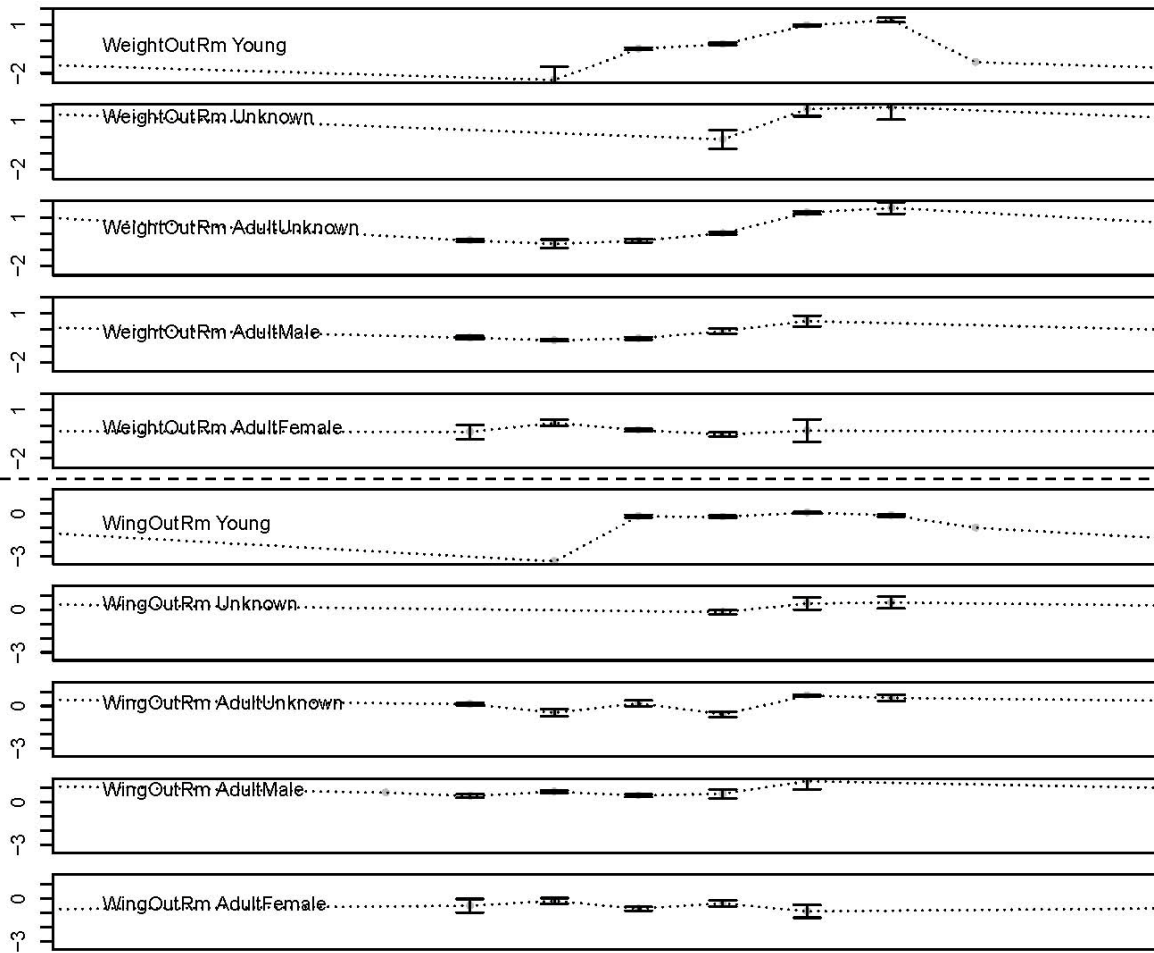 1
-2
WeightOutRm Young
1
-2
WeightOutRm Unknown
1
-2
WeightOutRm AdultUnknown
1
-2
WeightOutRm AdultMale
1
-2
WeightOutRm AdultFemale
0
-3
WingOutRm Young
0
-3
WingOutRm Unknown
0
-3
WingOutRm AdultUnknown
0
-3
WingOutRm AdultMale
0
-3
WingOutRm AdultFemale